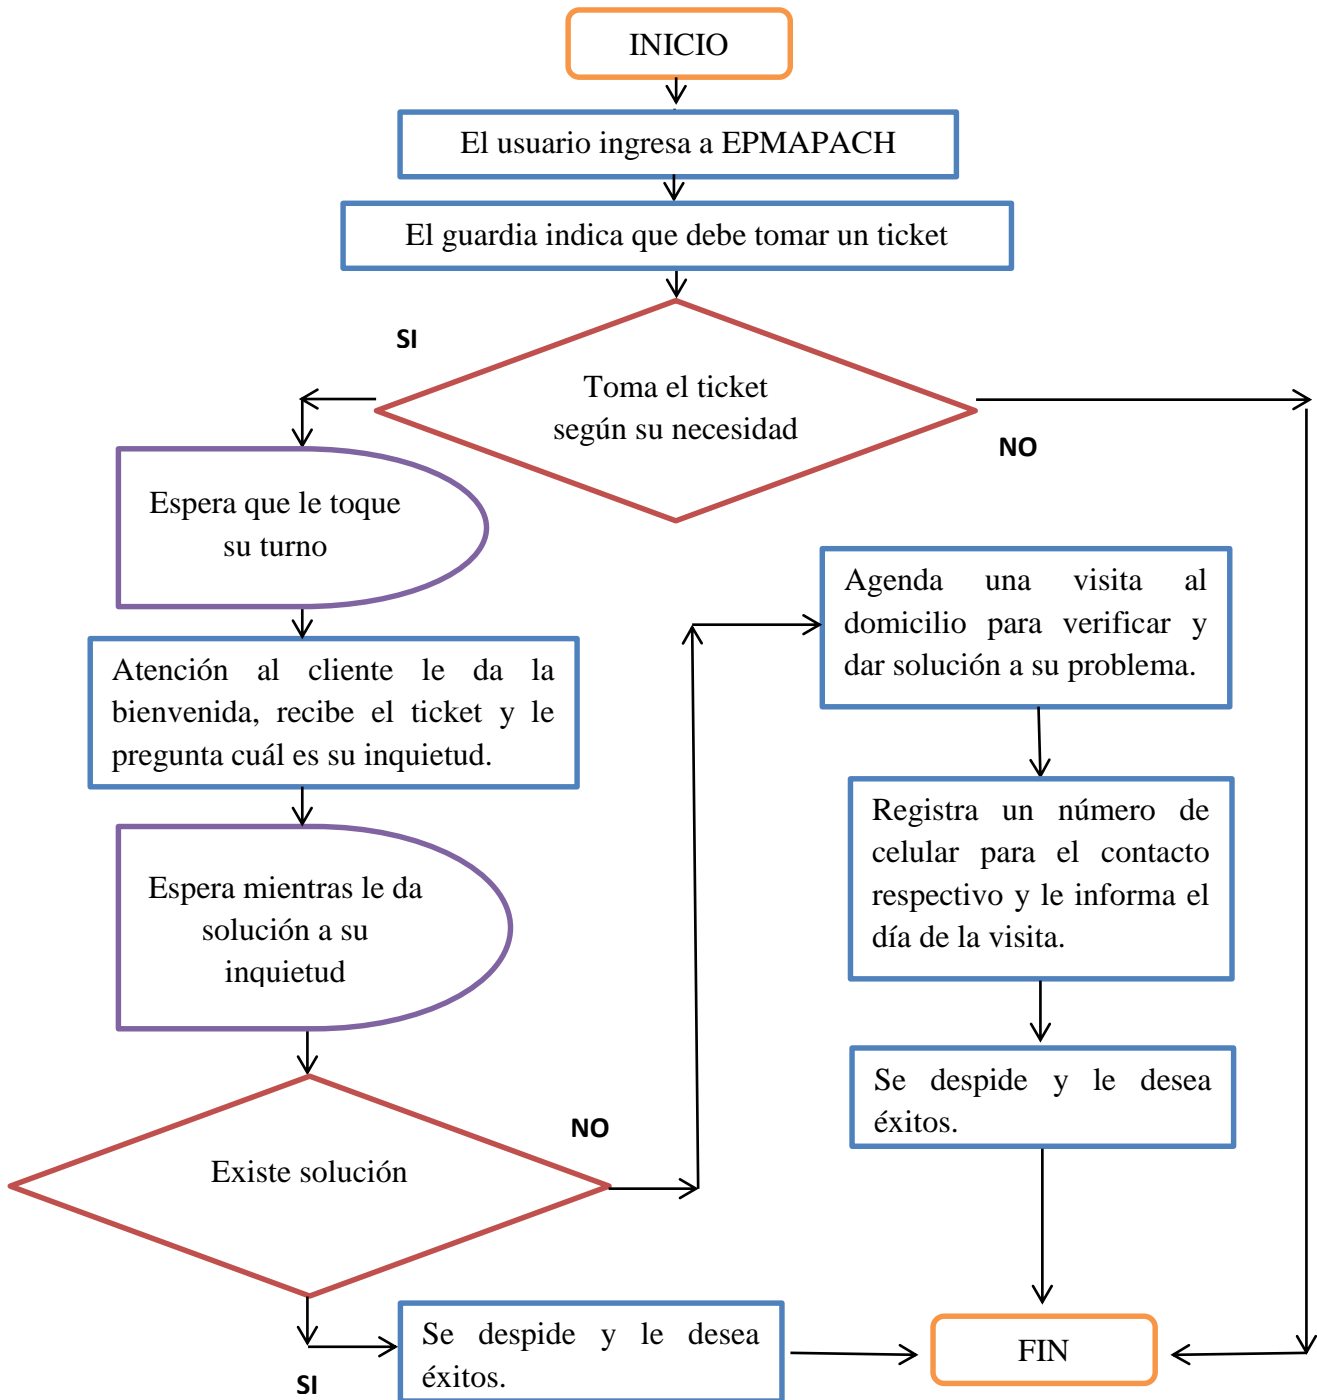 INICIO
El usuario ingresa a EPMAPACH
El guardia indica que debe tomar un ticket
SI
Toma el ticket
según su necesidad
NO
Espera que le toque
su turno
Atención al cliente le da la
bienvenida, recibe el ticket y le
pregunta cuál es su inquietud.
Espera mientras le da
solución a su
inquietud
Existe solución
NO
Agenda una visita al
domicilio para verificar y
dar solución a su problema.
Registra un número de
celular para el contacto
respectivo y le informa el
día de la visita.
Se despide y le desea
éxitos.
SI
Se despide y le desea
éxitos.
FIN